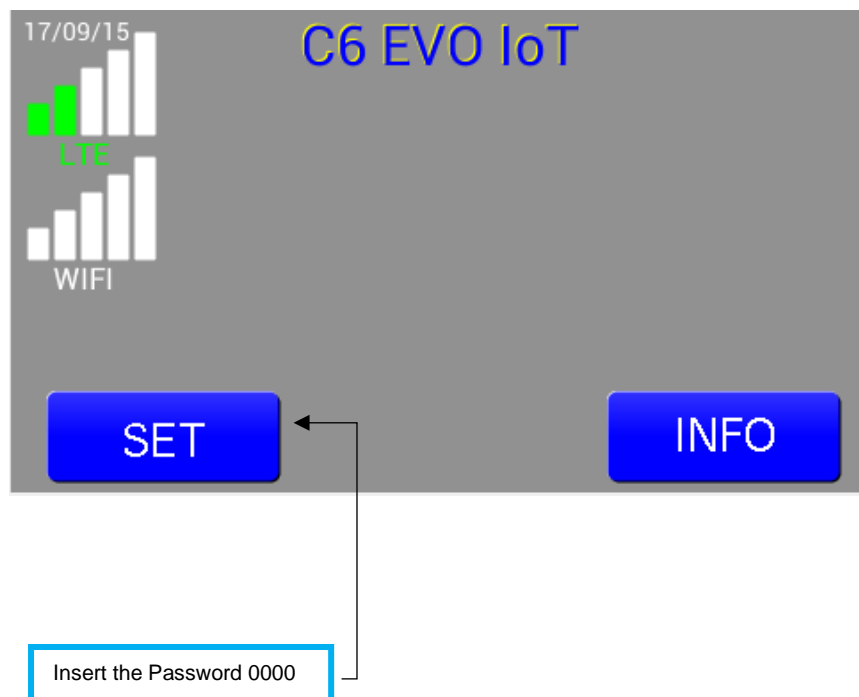 17/09/15
C6 EVO IoT
LTE
WIFI
SET
INFO
Insert the Password 0000